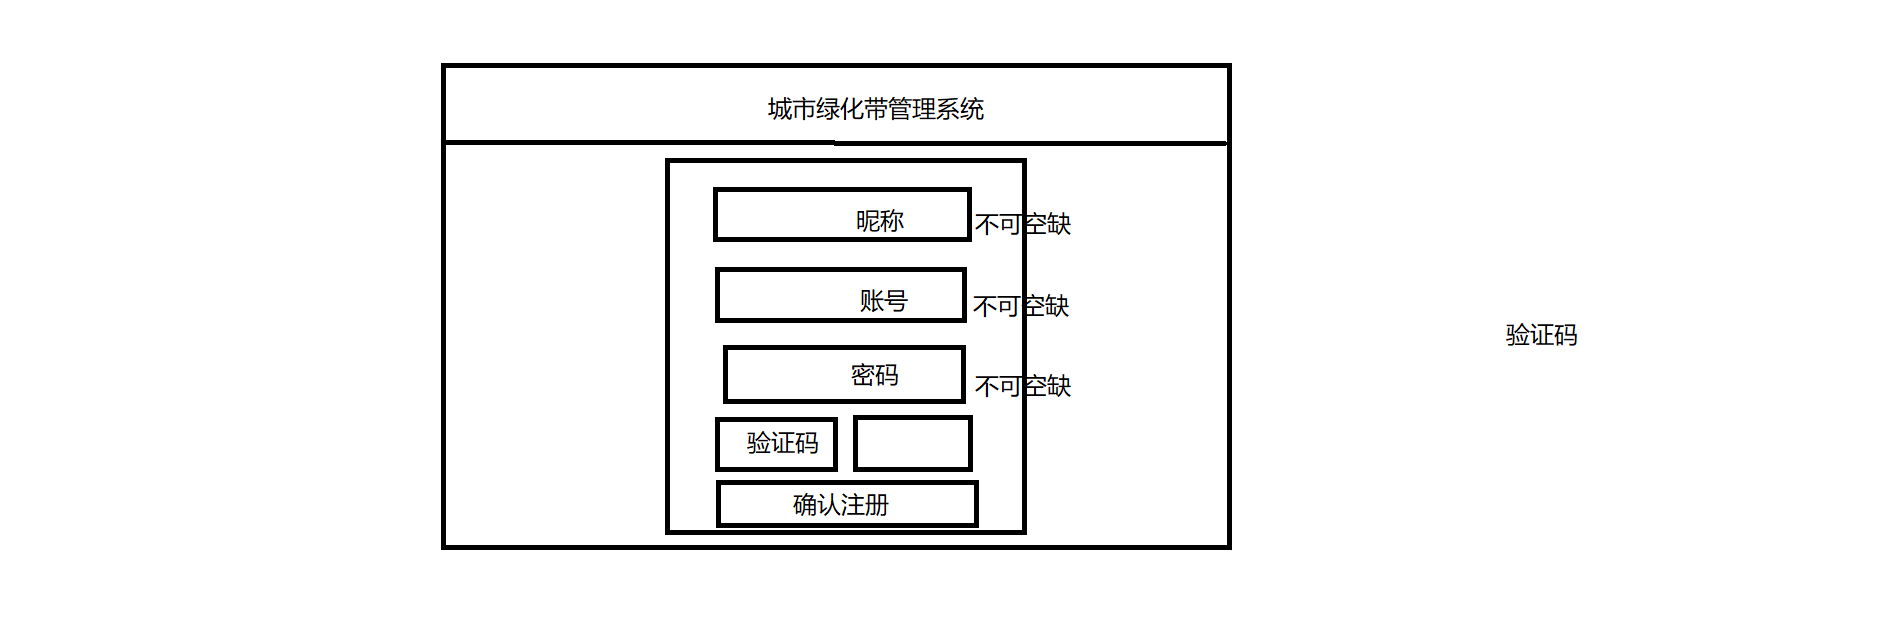 城市绿化带管理系统
昵称
不可空缺
账号
不可空缺
密码
不可空缺
验证码
确认注册
验证码